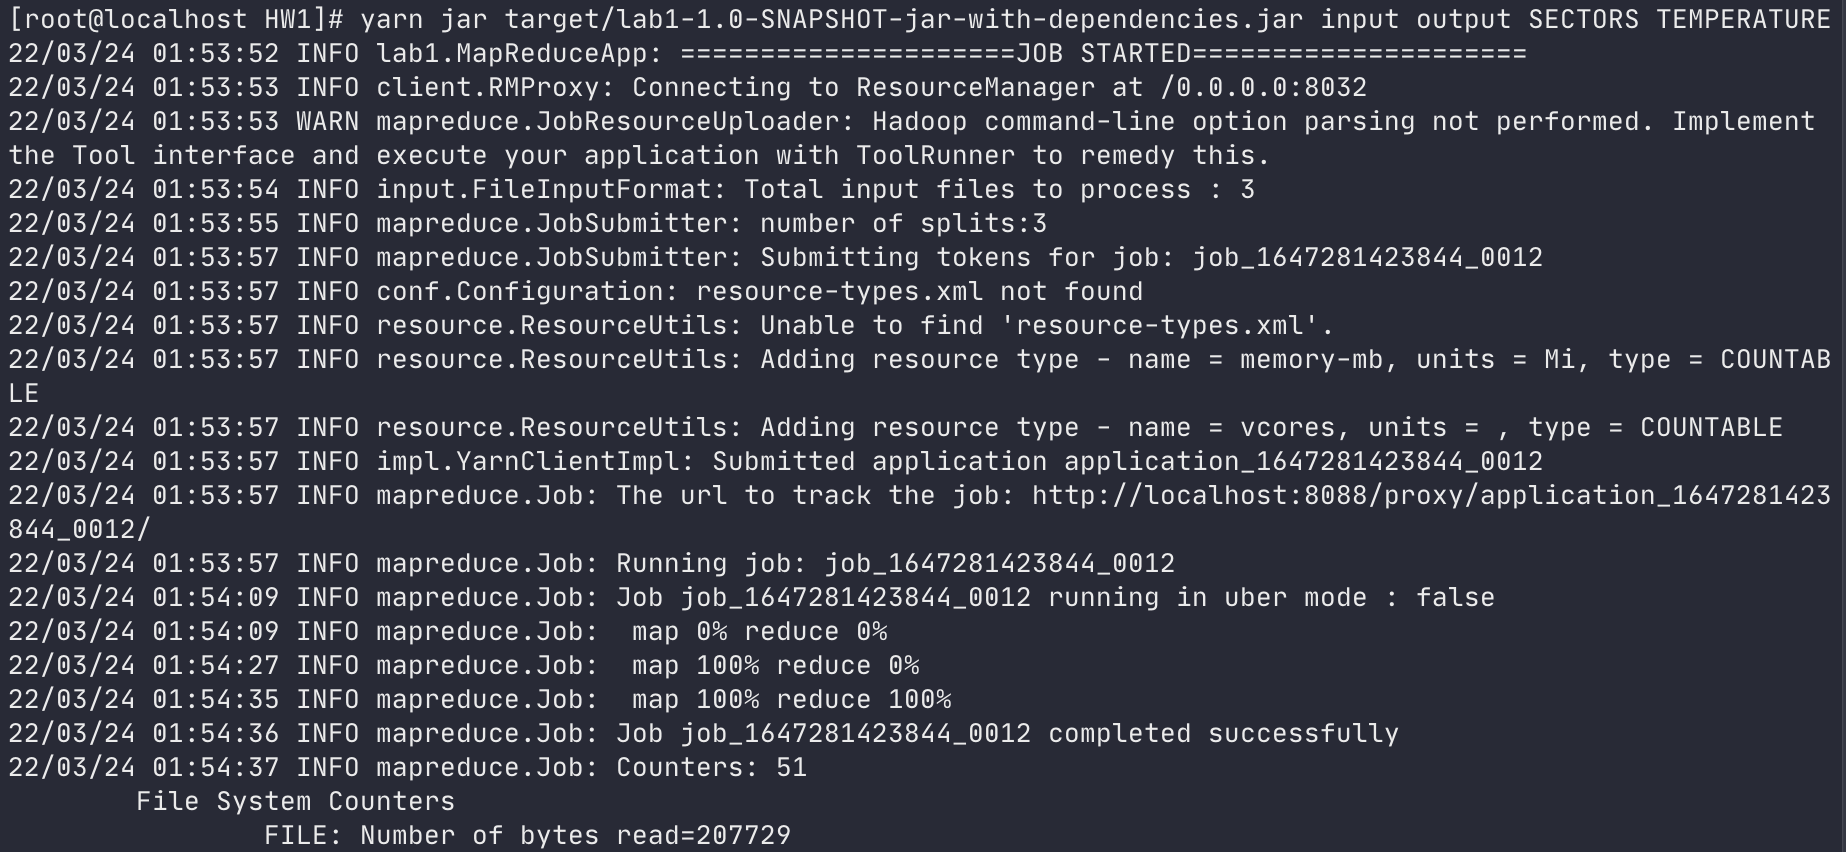 [root@localhost HW1]# yarn jar target/lab1-1.0-SNAPSHOT-jar-with-dependencies.jar input output SECTORS TEMPERATURE
22/03/24 01:53:52 INFO lab1.MapReduceApp: =====================JOB STARTED=====================
22/03/24 01:53:53 INFO client.RMProxy: Connecting to ResourceManager at /0.0.0.0:8032
22/03/24 01:53:53 WARN mapreduce.JobResourceUploader: Hadoop command-line option parsing not performed. Implement
the Tool interface and execute your application with ToolRunner to remedy this.
22/03/24 01:53:54 INFO input.FileInputFormat: Total input files to process : 3
22/03/24 01:53:55 INFO mapreduce.JobSubmitter: number of splits:3
22/03/24 01:53:57 INFO mapreduce.JobSubmitter: Submitting tokens for job: job_1647281423844_0012
22/03/24 01:53:57 INFO conf.Configuration: resource-types.xml not found
22/03/24 01:53:57 INFO resource.ResourceUtils: Unable to find 'resource-types.xml'.
22/03/24 01:53:57 INFO resource.ResourceUtils: Adding resource type - name = memory-mb, units = Mi, type = COUNTAB
LE
22/03/24 01:53:57 INFO resource.ResourceUtils: Adding resource type - name = vcores, units = , type = COUNTABLE
22/03/24 01:53:57 INFO impl.YarnClientImpl: Submitted application application_1647281423844_0012
22/03/24 01:53:57 INFO mapreduce.Job: The url to track the job: http://localhost:8088/proxy/application_1647281423
844_0012/
22/03/24 01:53:57 INFO mapreduce.Job: Running job: job_1647281423844_0012
22/03/24 01:54:09 INFO mapreduce.Job: Job job_1647281423844_0012 running in uber mode : false
22/03/24 01:54:09 INFO mapreduce.Job:  map 0% reduce 0%
22/03/24 01:54:27 INFO mapreduce.Job:  map 100% reduce 0%
22/03/24 01:54:35 INFO mapreduce.Job:  map 100% reduce 100%
22/03/24 01:54:36 INFO mapreduce.Job: Job job_1647281423844_0012 completed successfully
22/03/24 01:54:37 INFO mapreduce.Job: Counters: 51
        File System Counters
                FILE: Number of bytes read=207729